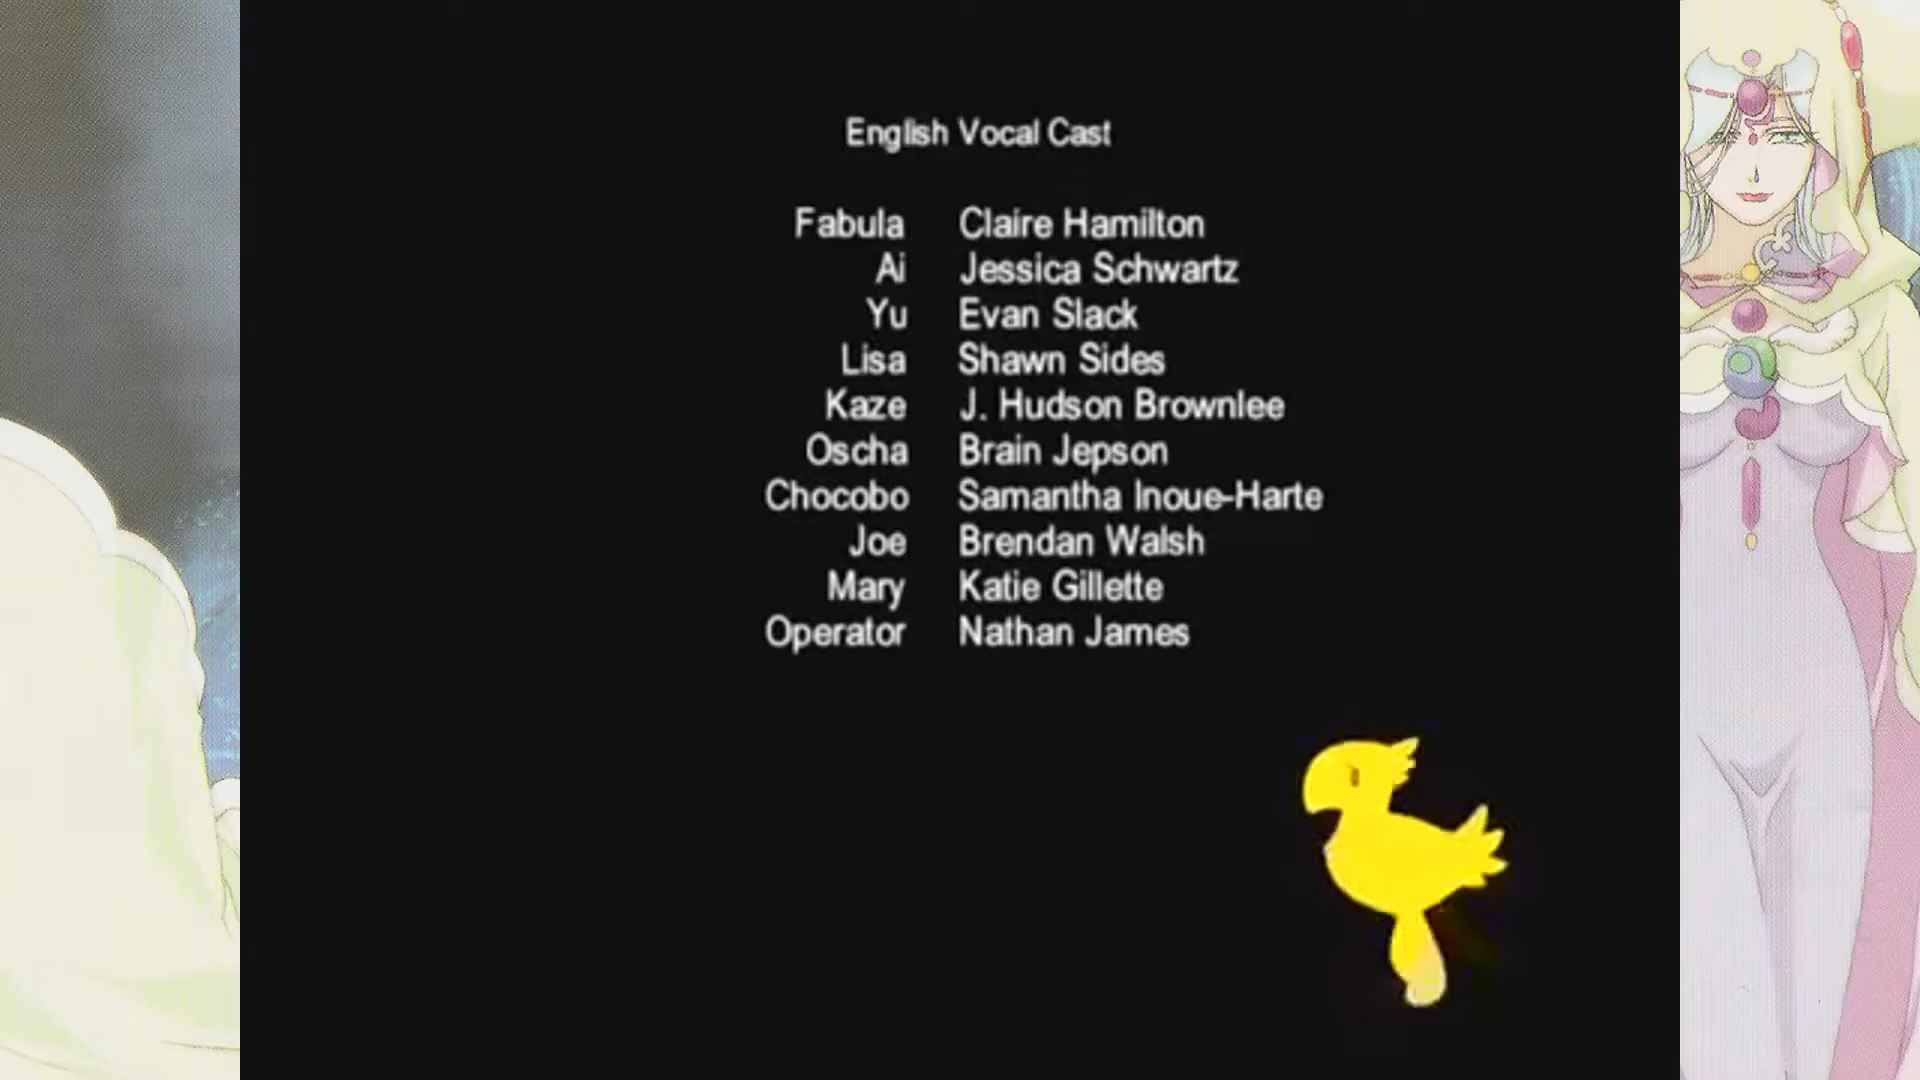 English Vocal Cast
Fabula Claire Hamilton
Ai Jessica Schwartz
Yu Evan Slack
Lisa Shawn Sides
Kaze J. Hudson Brownlee
Oscha Brain Jepson
Chocobo Samantha Inoue-Harte
Joe Brendan Walsh
Mary Katie Gillette
Operator Nathan James